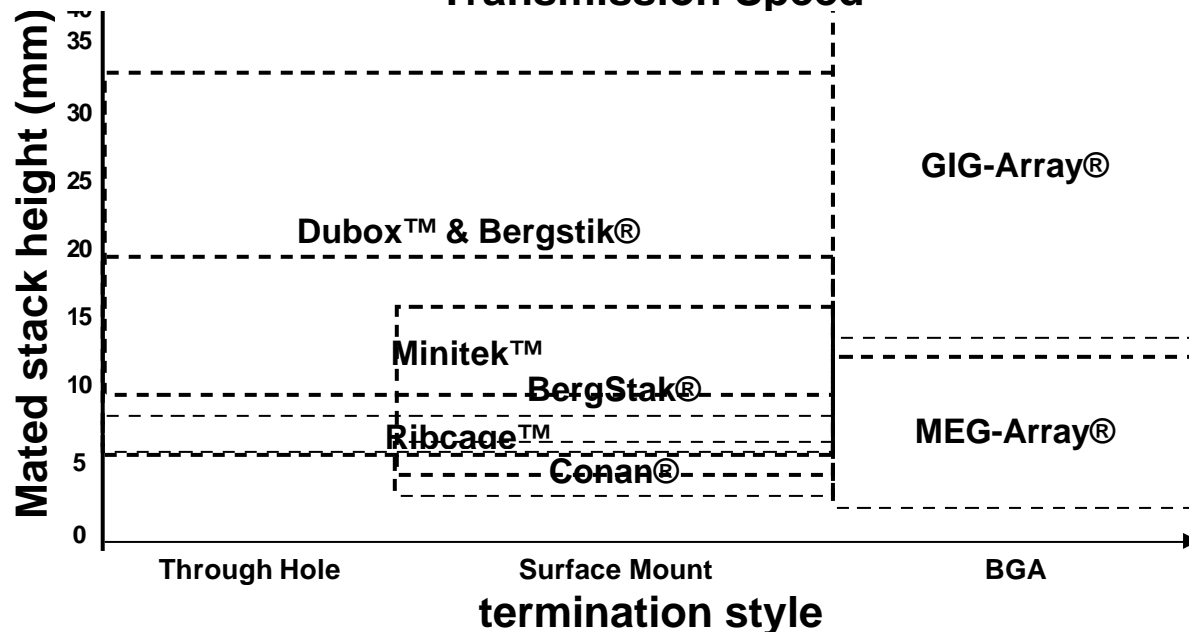 Transmission Speed
Mated stack height (mm)
40
35
30
25
20
15
10
5
0
GIG-Array®
Dubox™ & Bergstik®
Minitek™
BergStak®
Ribcage™
MEG-Array®
Conan®
Through Hole
Surface Mount
BGA
termination style